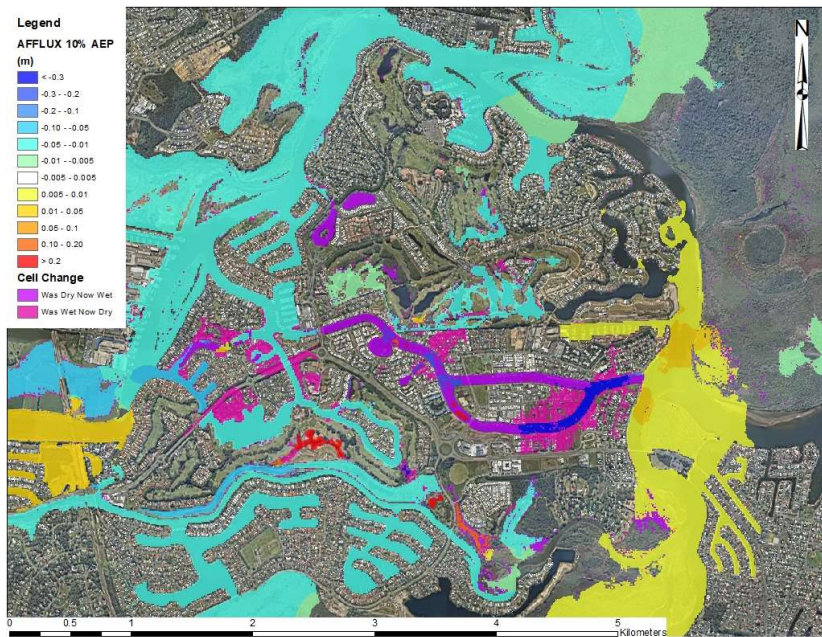 Legend
AFFLUX 10% AEP
(m)
< -0.3
-0.3 - -0.2
-0.2 - -0.1
-0.10 - -0.05
-0.05 - -0.01
-0.01 - -0.005
-0.005 - 0.005
0.005 - 0.01
0.01 - 0.05
0.05 - 0.1
0.10 - 0.20
> 0.2
Cell Change
Was Dry Now Wet
Was Wet Now Dry
N
0 0.5 1 2 3 4 5
Kilometers